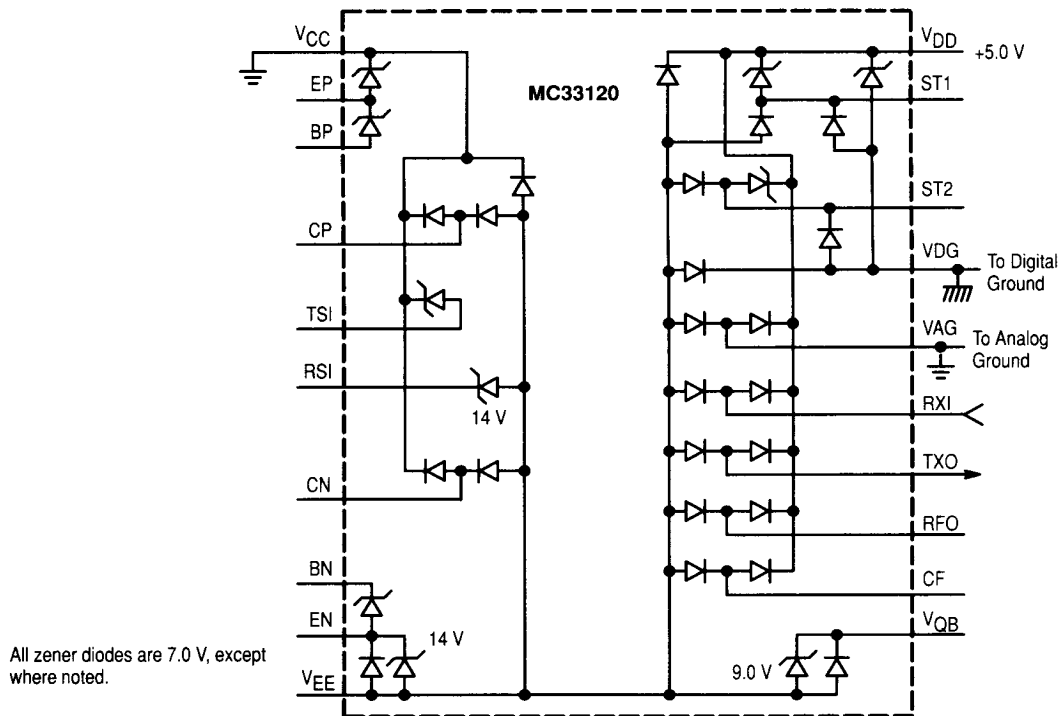 VCC
EP
BP
CP
TSI
RSI
14 V
CN
BN
EN
14 V
VEE
All zener diodes are 7.0 V, except
where noted.
MC33120
VDD
+5.0 V
ST1
ST2
VDG
To Digital
Ground
VAG
To Analog
Ground
RXI
TXO
RFO
CF
VQB
9.0 V